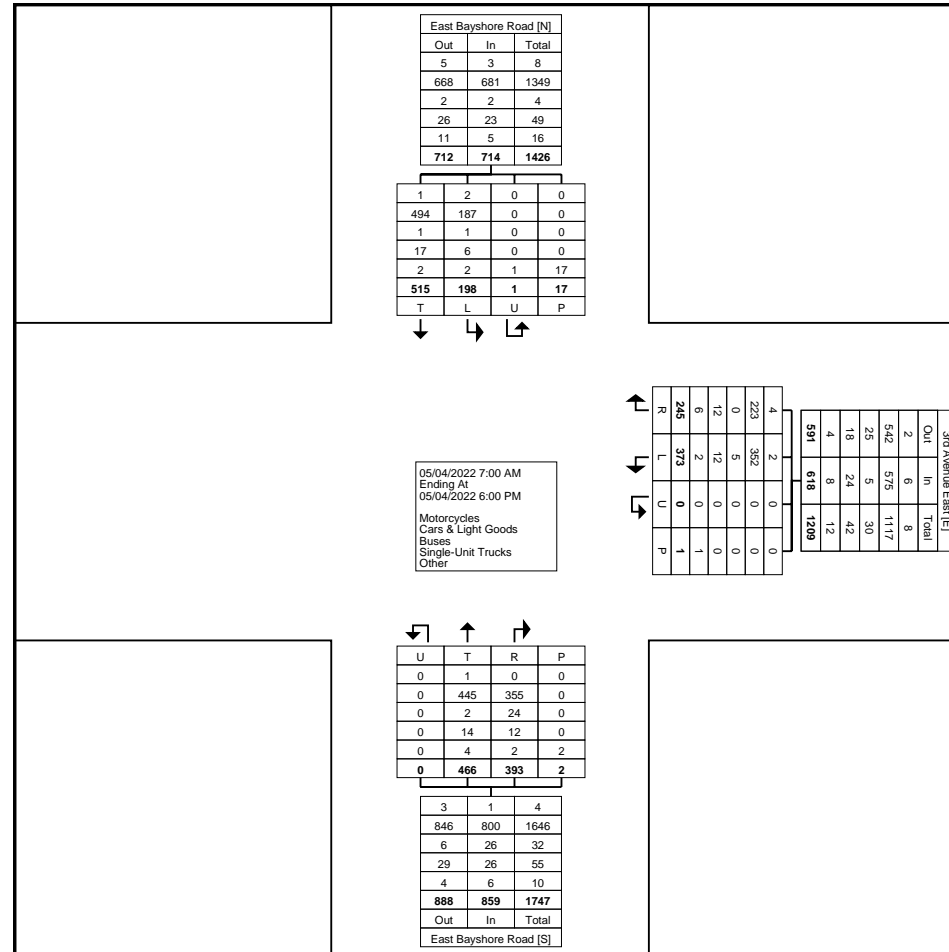 East Bayshore Road [N]
Out In Total
5 3 8
668 681 1349
2 2 4
26 23 49
11 5 16
712 714 1426
1 2 0 0
494 187 0 0
1 1 0 0
17 6 0 0
2 2 1 17
515 198 1 17
T L U P
3rd Avenue East [E]
Out In Total
2 6 8
542 575 1117
25 5 30
18 24 42
4 8 12
591 618 1209
4 2 0 0
223 352 0 0
0 5 0 0
12 12 0 0
6 2 0 1
245 373 0 1
R L U P
05/04/2022 7:00 AM
Ending At
05/04/2022 6:00 PM
Motorcycles
Cars & Light Goods
Buses
Single-Unit Trucks
Other
U T R P
0 1 0 0
0 445 355 0
0 2 24 0
0 14 12 0
0 4 2 2
0 466 393 2
3 1 4
846 800 1646
6 26 32
29 26 55
4 6 10
888 859 1747
Out In Total
East Bayshore Road [S]